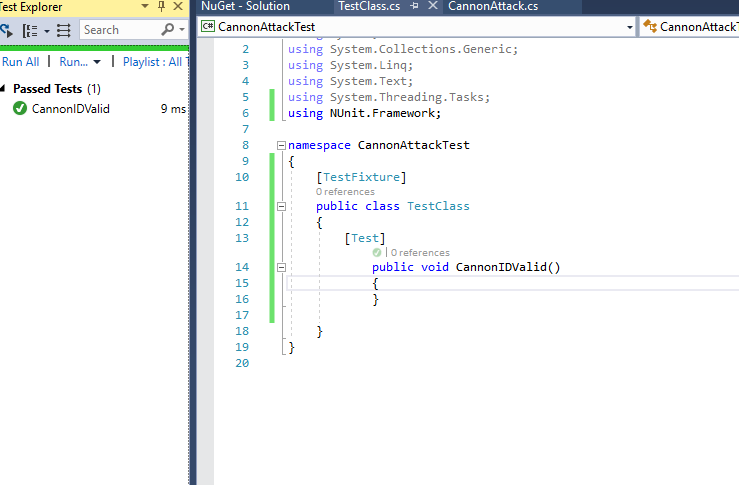 Test Explorer
Search
Run All | Run... | Playlist : All T
Passed Tests (1)
CannonIDValid 9 ms
NuGet - Solution TestClass.cs CannonAttack.cs
C# CannonAttackTest CannonAttackT
2 using System.Collections.Generic;
3 using System.Linq;
4 using System.Text;
5 using System.Threading.Tasks;
6 using NUnit.Framework;
7
8 namespace CannonAttackTest
9 {
10 [TestFixture]
0 references
11 public class TestClass
12 {
13 [Test]
| 0 references
14 public void CannonIDValid()
15 {
16 }
17
18 }
19 }
20